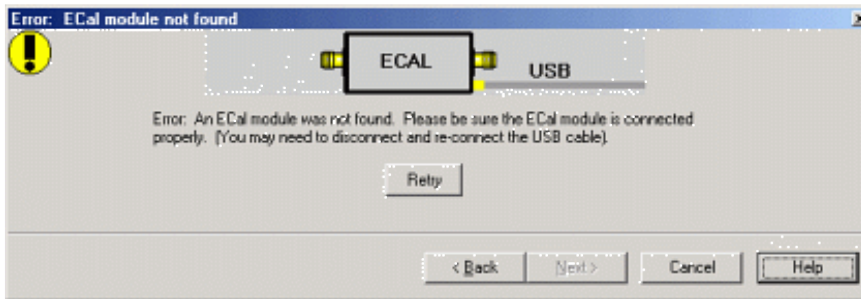 Error: ECal module not found
ECAL
USB
Error: An ECal module was not found. Please be sure the ECal module is connected
properly. (You may need to disconnect and re-connect the USB cable).
Retry
< Back Next > Cancel Help